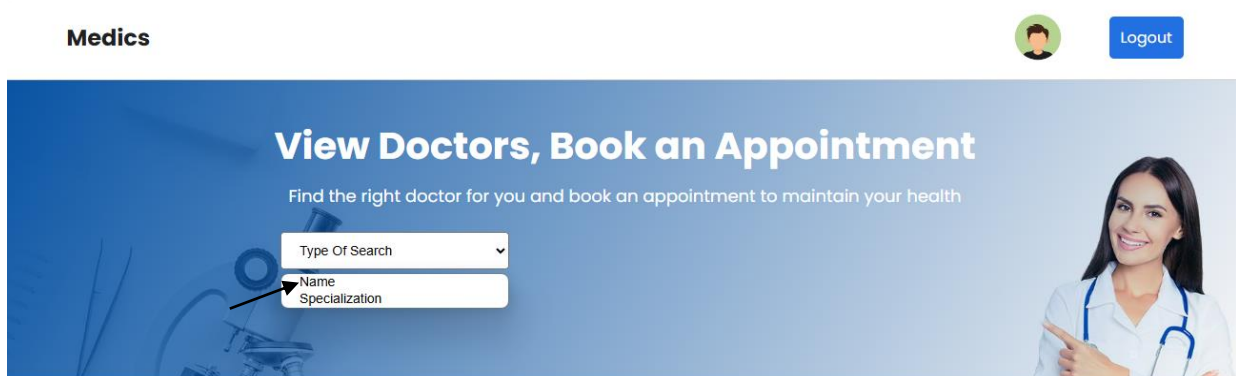 Medics
Logout
View Doctors, Book an Appointment
Find the right doctor for you and book an appointment to maintain your health
Type Of Search
Name
Specialization